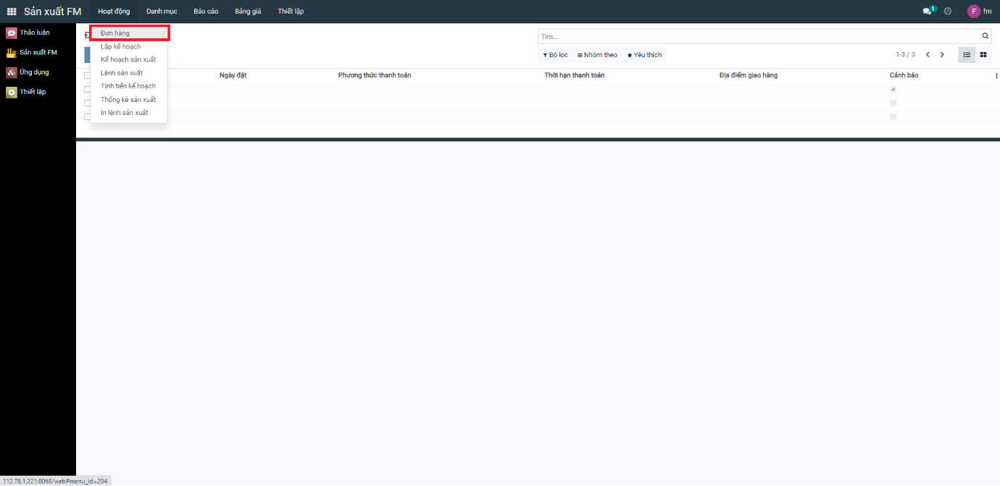 Sản xuất FM Hoạt động Danh mục Báo cáo Bảng giá Thiết lập 1 F fm
Thảo luận
Sản xuất FM
Ứng dụng
Thiết lập
Đơn hàng
Lập kế hoạch
Kế hoạch sản xuất
Lệnh sản xuất
Tịnh tiến kế hoạch
Thống kê sản xuất
In lệnh sản xuất
Tìm...
Bộ lọc Nhóm theo Yêu thích 1-3 / 3
Ngày đặt Phương thức thanh toán Thời hạn thanh toán Địa điểm giao hàng Cảnh báo
112.78.1.221:8068/web#menu_id=204